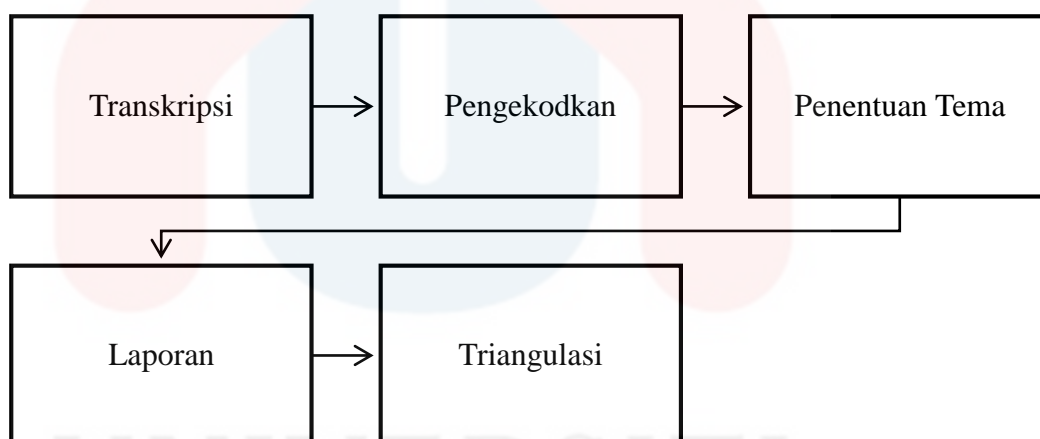 Transkripsi
Pengekodkan
Penentuan Tema
Laporan
Triangulasi